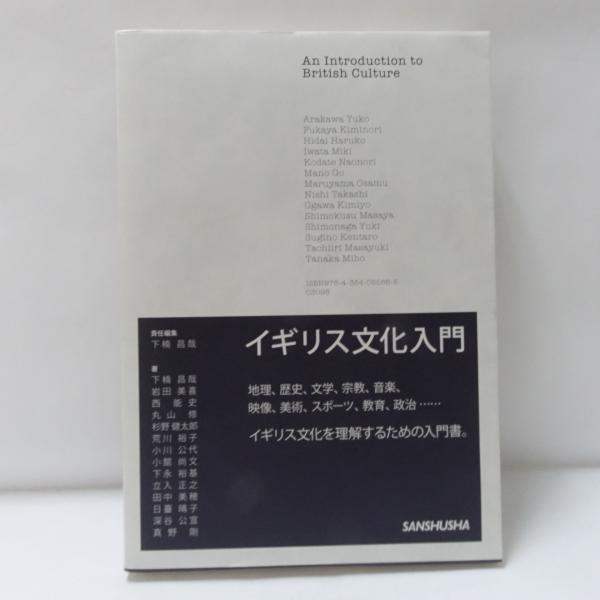 An Introduction to
British Culture
Arakawa Yuko
Fukaya Kiminori
Hidai Haruko
Iwata Miki
Kodate Naonori
Mano Go
Maruyama Osamu
Nishi Takashi
Ogawa Kimiyo
Shimokusu Masaya
Shimonaga Yuki
Sugino Kentaro
Tachiiri Masayuki
Tanaka Miho
責任編集
下楠 昌哉
イギリス文化入門
著
下楠 昌哉
岩田 美喜
西 能史
丸山 修
杉野健太郎
荒川 裕子
小川 公代
小舘 尚文
下永 裕基
立入 正之
田中 美穂
日臺 晴子
深谷 公宣
真野 剛
地理、歴史、文学、宗教、音楽、
映像、美術、スポーツ、教育、政治……
イギリス文化を理解するための入門書。
SANSHUSHA